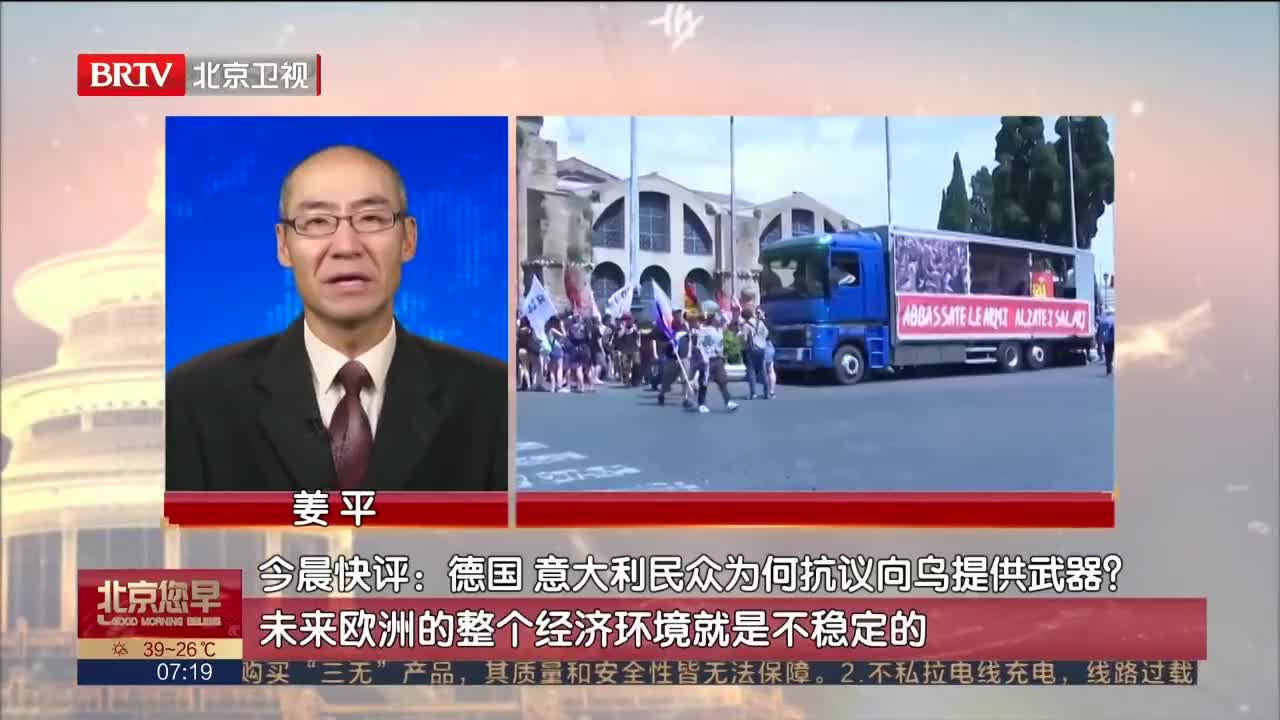 BRTV 北京卫视
ABBASSATE LE ARMI ALZATE I SALARI
姜平
今晨快评：德国 意大利民众为何抗议向乌提供武器？
北京您早
GOOD MORNING BEIJING
未来欧洲的整个经济环境就是不稳定的
39~26℃
07:19
购买“三无”产品，其质量和安全性皆无法保障。2.不私拉电线充电，线路过载